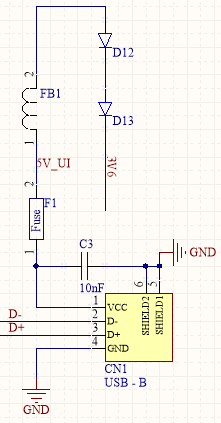 D12
2
FB1
D13
1
5V_UI
3V6
2
F1
Fuse
1
C3
GND
10nF
6
5
1
VCC
SHIELD2
SHIELD1
D-
2
D-
D+
3
D+
4
GND
CN1
USB - B
GND